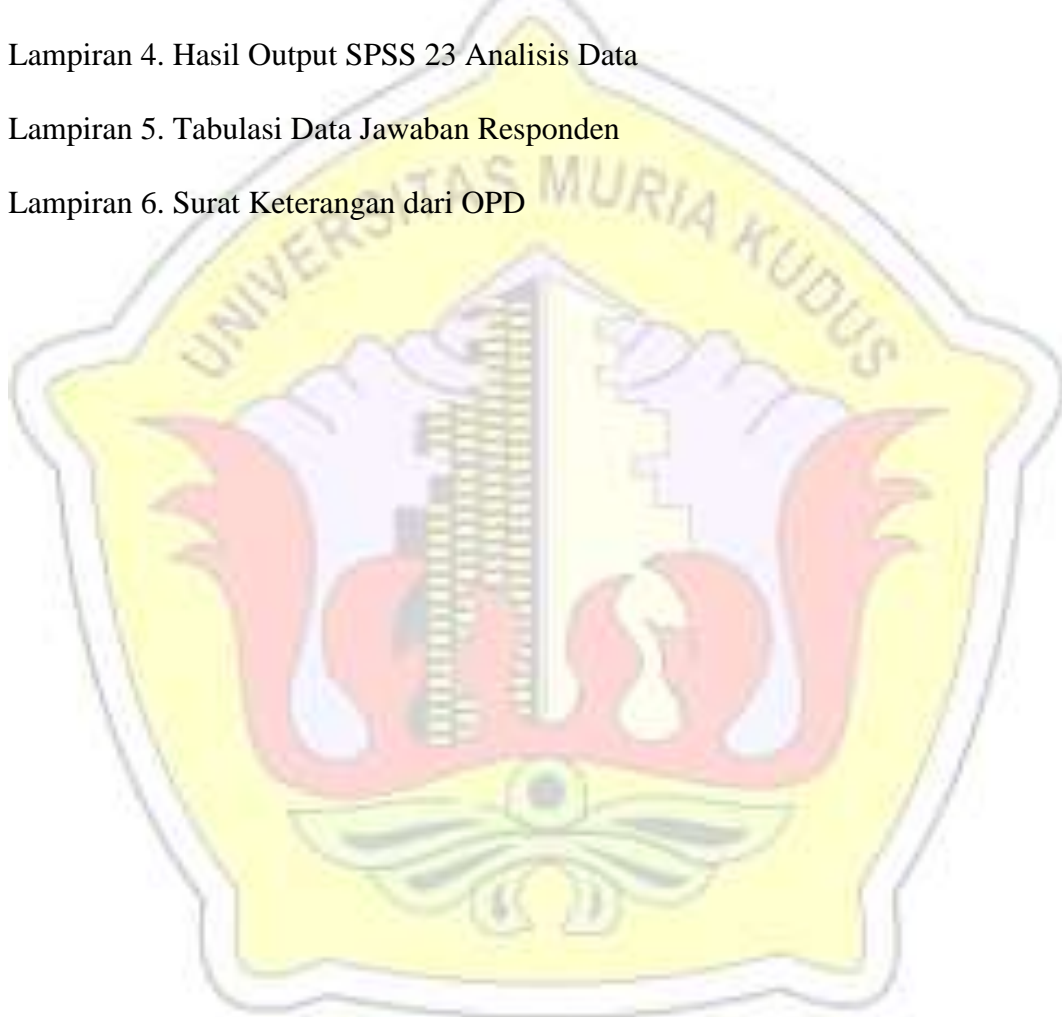 Lampiran 4. Hasil Output SPSS 23 Analisis Data
Lampiran 5. Tabulasi Data Jawaban Responden
Lampiran 6. Surat Keterangan dari OPD
UNIVERSITAS MURIA KUDUS